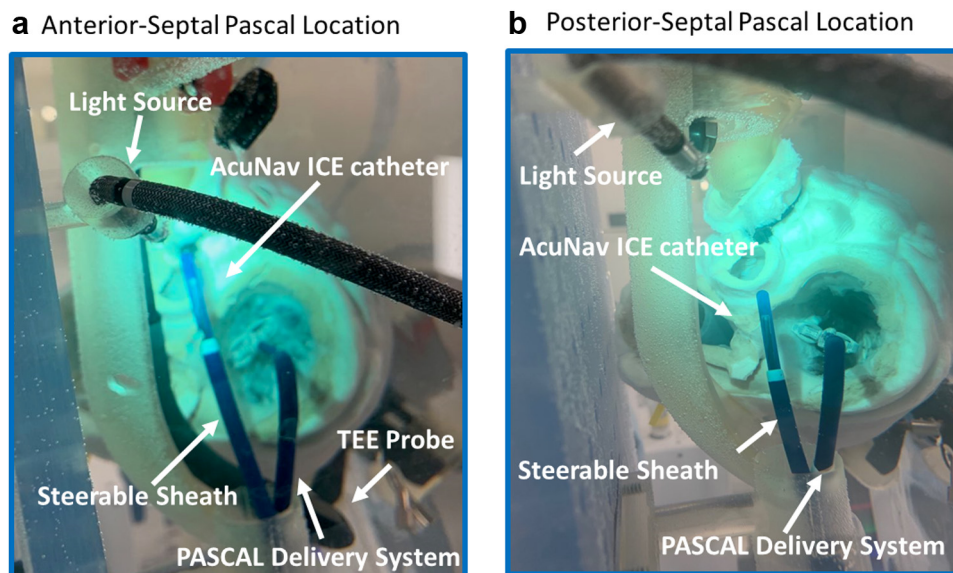 a Anterior-Septal Pascal Location
Light Source
AcuNav ICE catheter
Steerable Sheath
TEE Probe
PASCAL Delivery System
b Posterior-Septal Pascal Location
Light Source
AcuNav ICE catheter
Steerable Sheath
PASCAL Delivery System